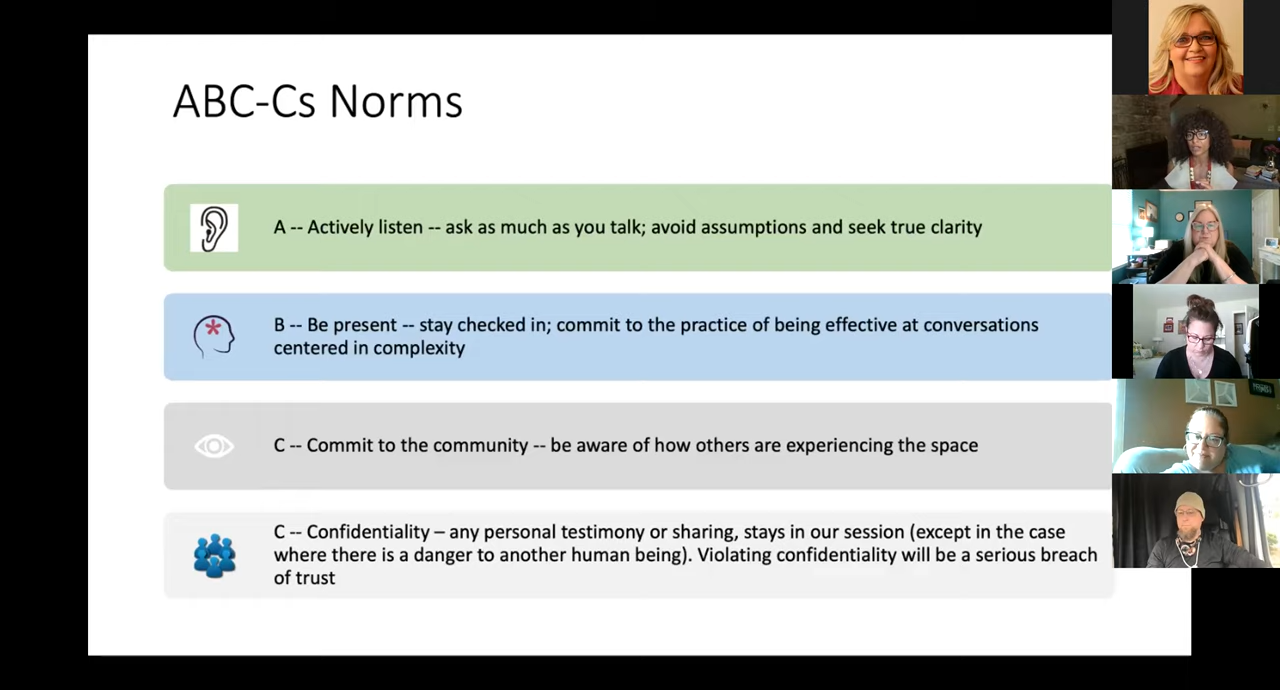 ABC-Cs Norms
A -- Actively listen -- ask as much as you talk; avoid assumptions and seek true clarity
B -- Be present -- stay checked in; commit to the practice of being effective at conversations
centered in complexity
C -- Commit to the community -- be aware of how others are experiencing the space
C -- Confidentiality – any personal testimony or sharing, stays in our session (except in the case
where there is a danger to another human being). Violating confidentiality will be a serious breach
of trust